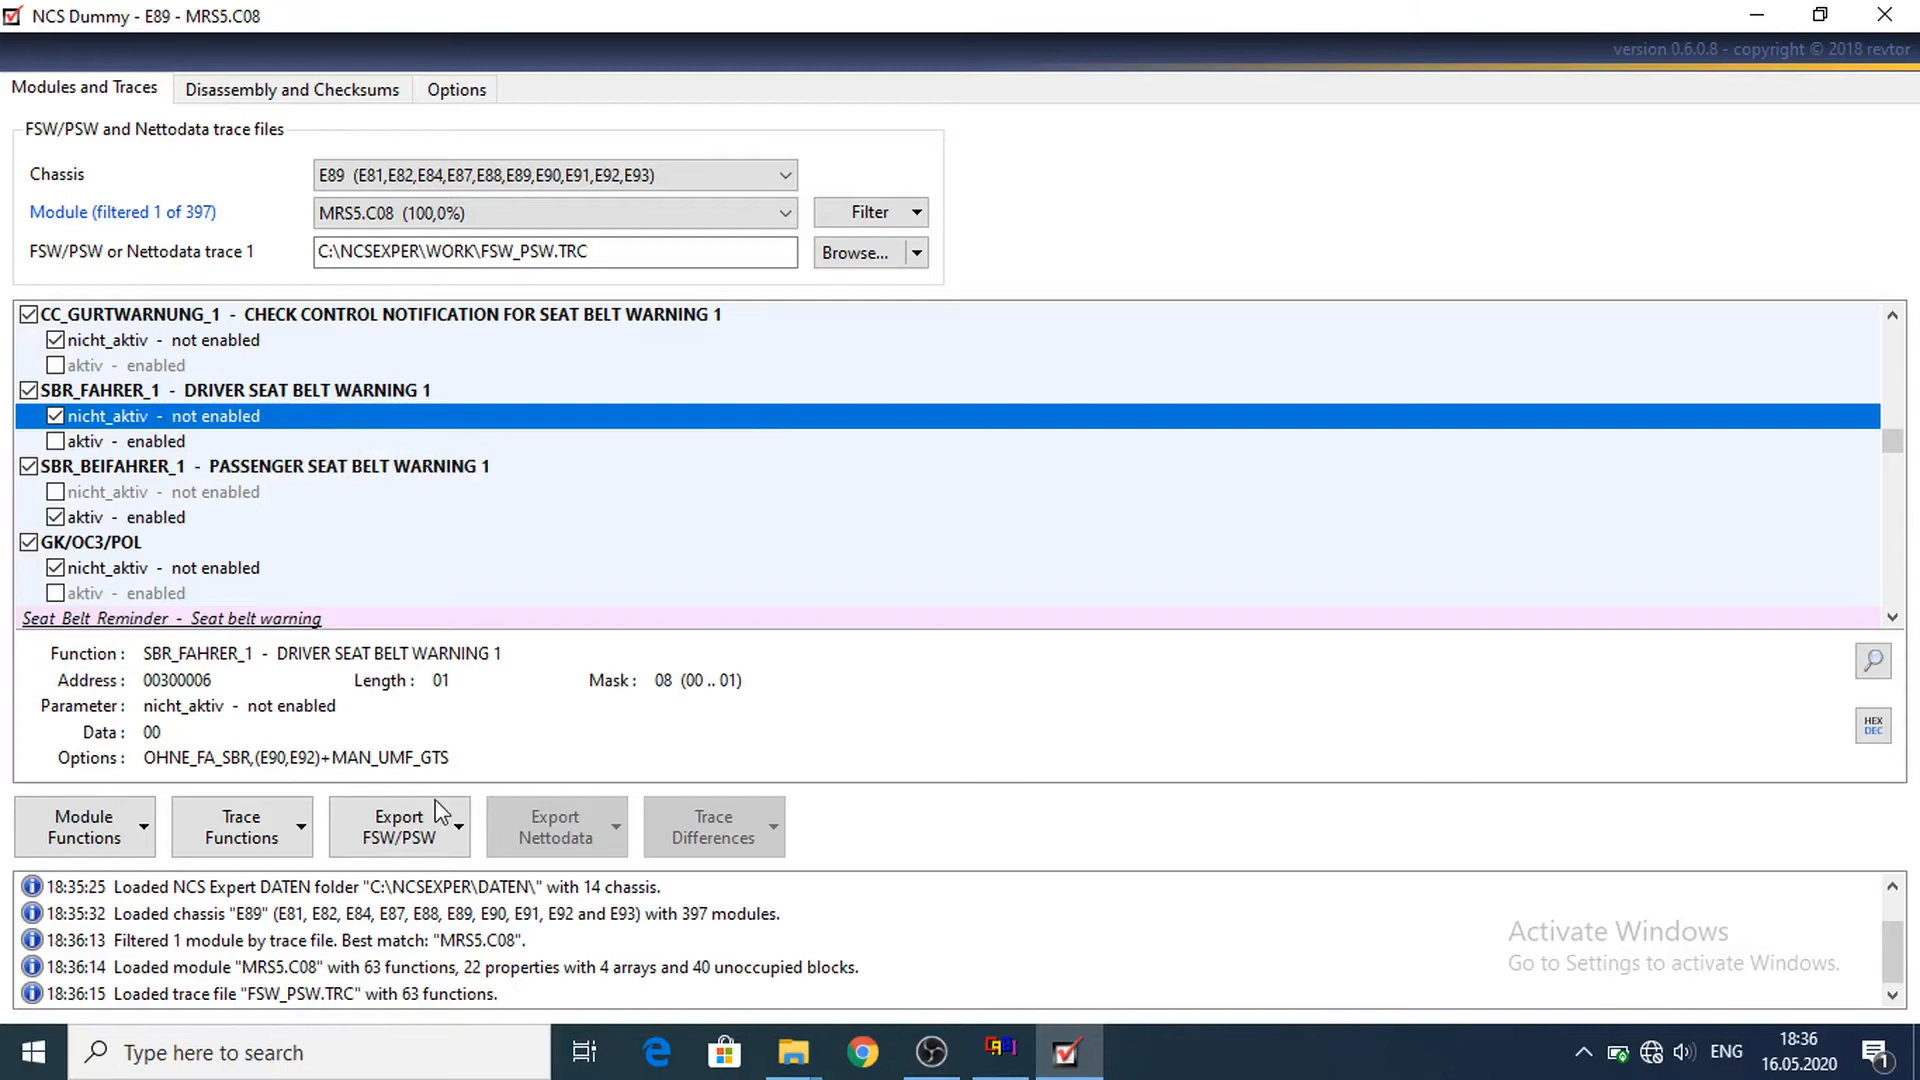 NCS Dummy - E89 - MRS5.C08
version 0.6.0.8 - copyright © 2018 revtor
Modules and Traces
Disassembly and Checksums
Options
FSW/PSW and Nettodata trace files
Chassis
E89 (E81,E82,E84,E87,E88,E89,E90,E91,E92,E93)
Module (filtered 1 of 397)
MRS5.C08 (100,0%)
Filter
FSW/PSW or Nettodata trace 1
C:\NCSEXPER\WORK\FSW_PSW.TRC
Browse...
CC_GURTWARNUNG_1 - CHECK CONTROL NOTIFICATION FOR SEAT BELT WARNING 1
nicht_aktiv - not enabled
aktiv - enabled
SBR_FAHRER_1 - DRIVER SEAT BELT WARNING 1
nicht_aktiv - not enabled
aktiv - enabled
SBR_BEIFAHRER_1 - PASSENGER SEAT BELT WARNING 1
nicht_aktiv - not enabled
aktiv - enabled
GK/OC3/POL
nicht_aktiv - not enabled
aktiv - enabled
Seat Belt Reminder - Seat belt warning
Function : SBR_FAHRER_1 - DRIVER SEAT BELT WARNING 1
Address : 00300006 Length : 01 Mask : 08 (00 .. 01)
Parameter : nicht_aktiv - not enabled
Data : 00
Options : OHNE_FA_SBR,(E90,E92)+MAN_UMF_GTS
HEX
DEC
Module
Functions
Trace
Functions
Export
FSW/PSW
Export
Nettodata
Trace
Differences
18:35:25 Loaded NCS Expert DATEN folder "C:\NCSEXPER\DATEN\" with 14 chassis.
18:35:32 Loaded chassis "E89" (E81, E82, E84, E87, E88, E89, E90, E91, E92 and E93) with 397 modules.
18:36:13 Filtered 1 module by trace file. Best match: "MRS5.C08".
18:36:14 Loaded module "MRS5.C08" with 63 functions, 22 properties with 4 arrays and 40 unoccupied blocks.
18:36:15 Loaded trace file "FSW_PSW.TRC" with 63 functions.
Activate Windows
Go to Settings to activate Windows.
Type here to search
ENG
18:36
16.05.2020
1